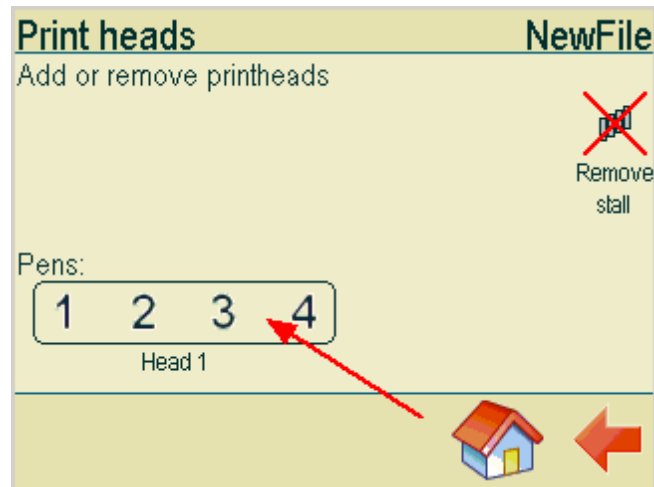 Print heads NewFile
Add or remove printheads
Remove
stall
Pens:
1 2 3 4
Head 1